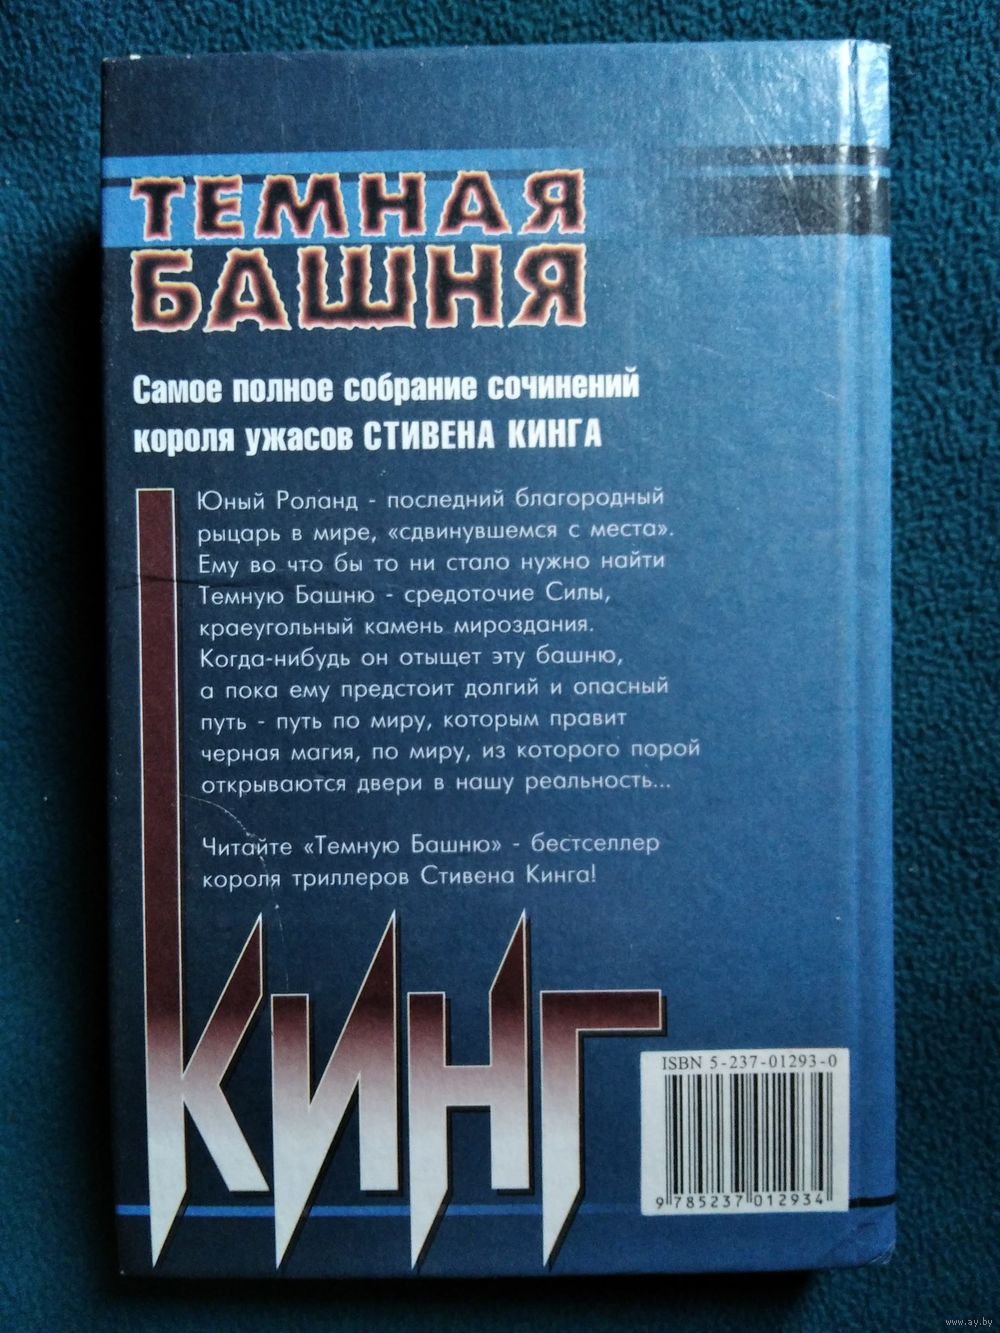 ТЕМНАЯ
БАШНЯ
Самое полное собрание сочинений
короля ужасов СТИВЕНА КИНГА
Юный Роланд - последний благородный
рыцарь в мире, «сдвинувшемся с места».
Ему во что бы то ни стало нужно найти
Темную Башню - средоточие Силы,
краеугольный камень мироздания.
Когда-нибудь он отыщет эту башню,
а пока ему предстоит долгий и опасный
путь - путь по миру, которым правит
черная магия, по миру, из которого порой
открываются двери в нашу реальность...
Читайте «Темную Башню» - бестселлер
короля триллеров Стивена Кинга!
КИНГ
ISBN 5-237-01293-0
9 785237 012934
www.ay.by